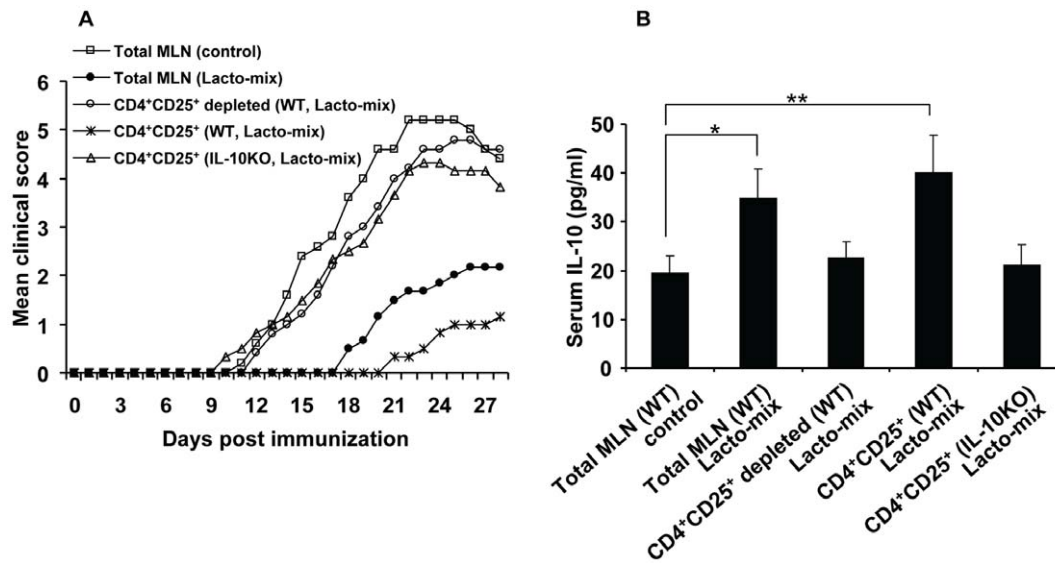 A
Total MLN (control)
Total MLN (Lacto-mix)
CD4+CD25+ depleted (WT, Lacto-mix)
CD4+CD25+ (WT, Lacto-mix)
CD4+CD25+ (IL-10KO, Lacto-mix)
Mean clinical score
6
5
4
3
2
1
0
0 3 6 9 12 15 18 21 24 27
Days post immunization
B
**
*
Serum IL-10 (pg/ml)
50
40
30
20
10
0
Total MLN (WT)
control
Total MLN (WT)
Lacto-mix
CD4+CD25+ depleted (WT)
Lacto-mix
CD4+CD25+ (WT)
Lacto-mix
CD4+CD25+ (IL-10KO)
Lacto-mix